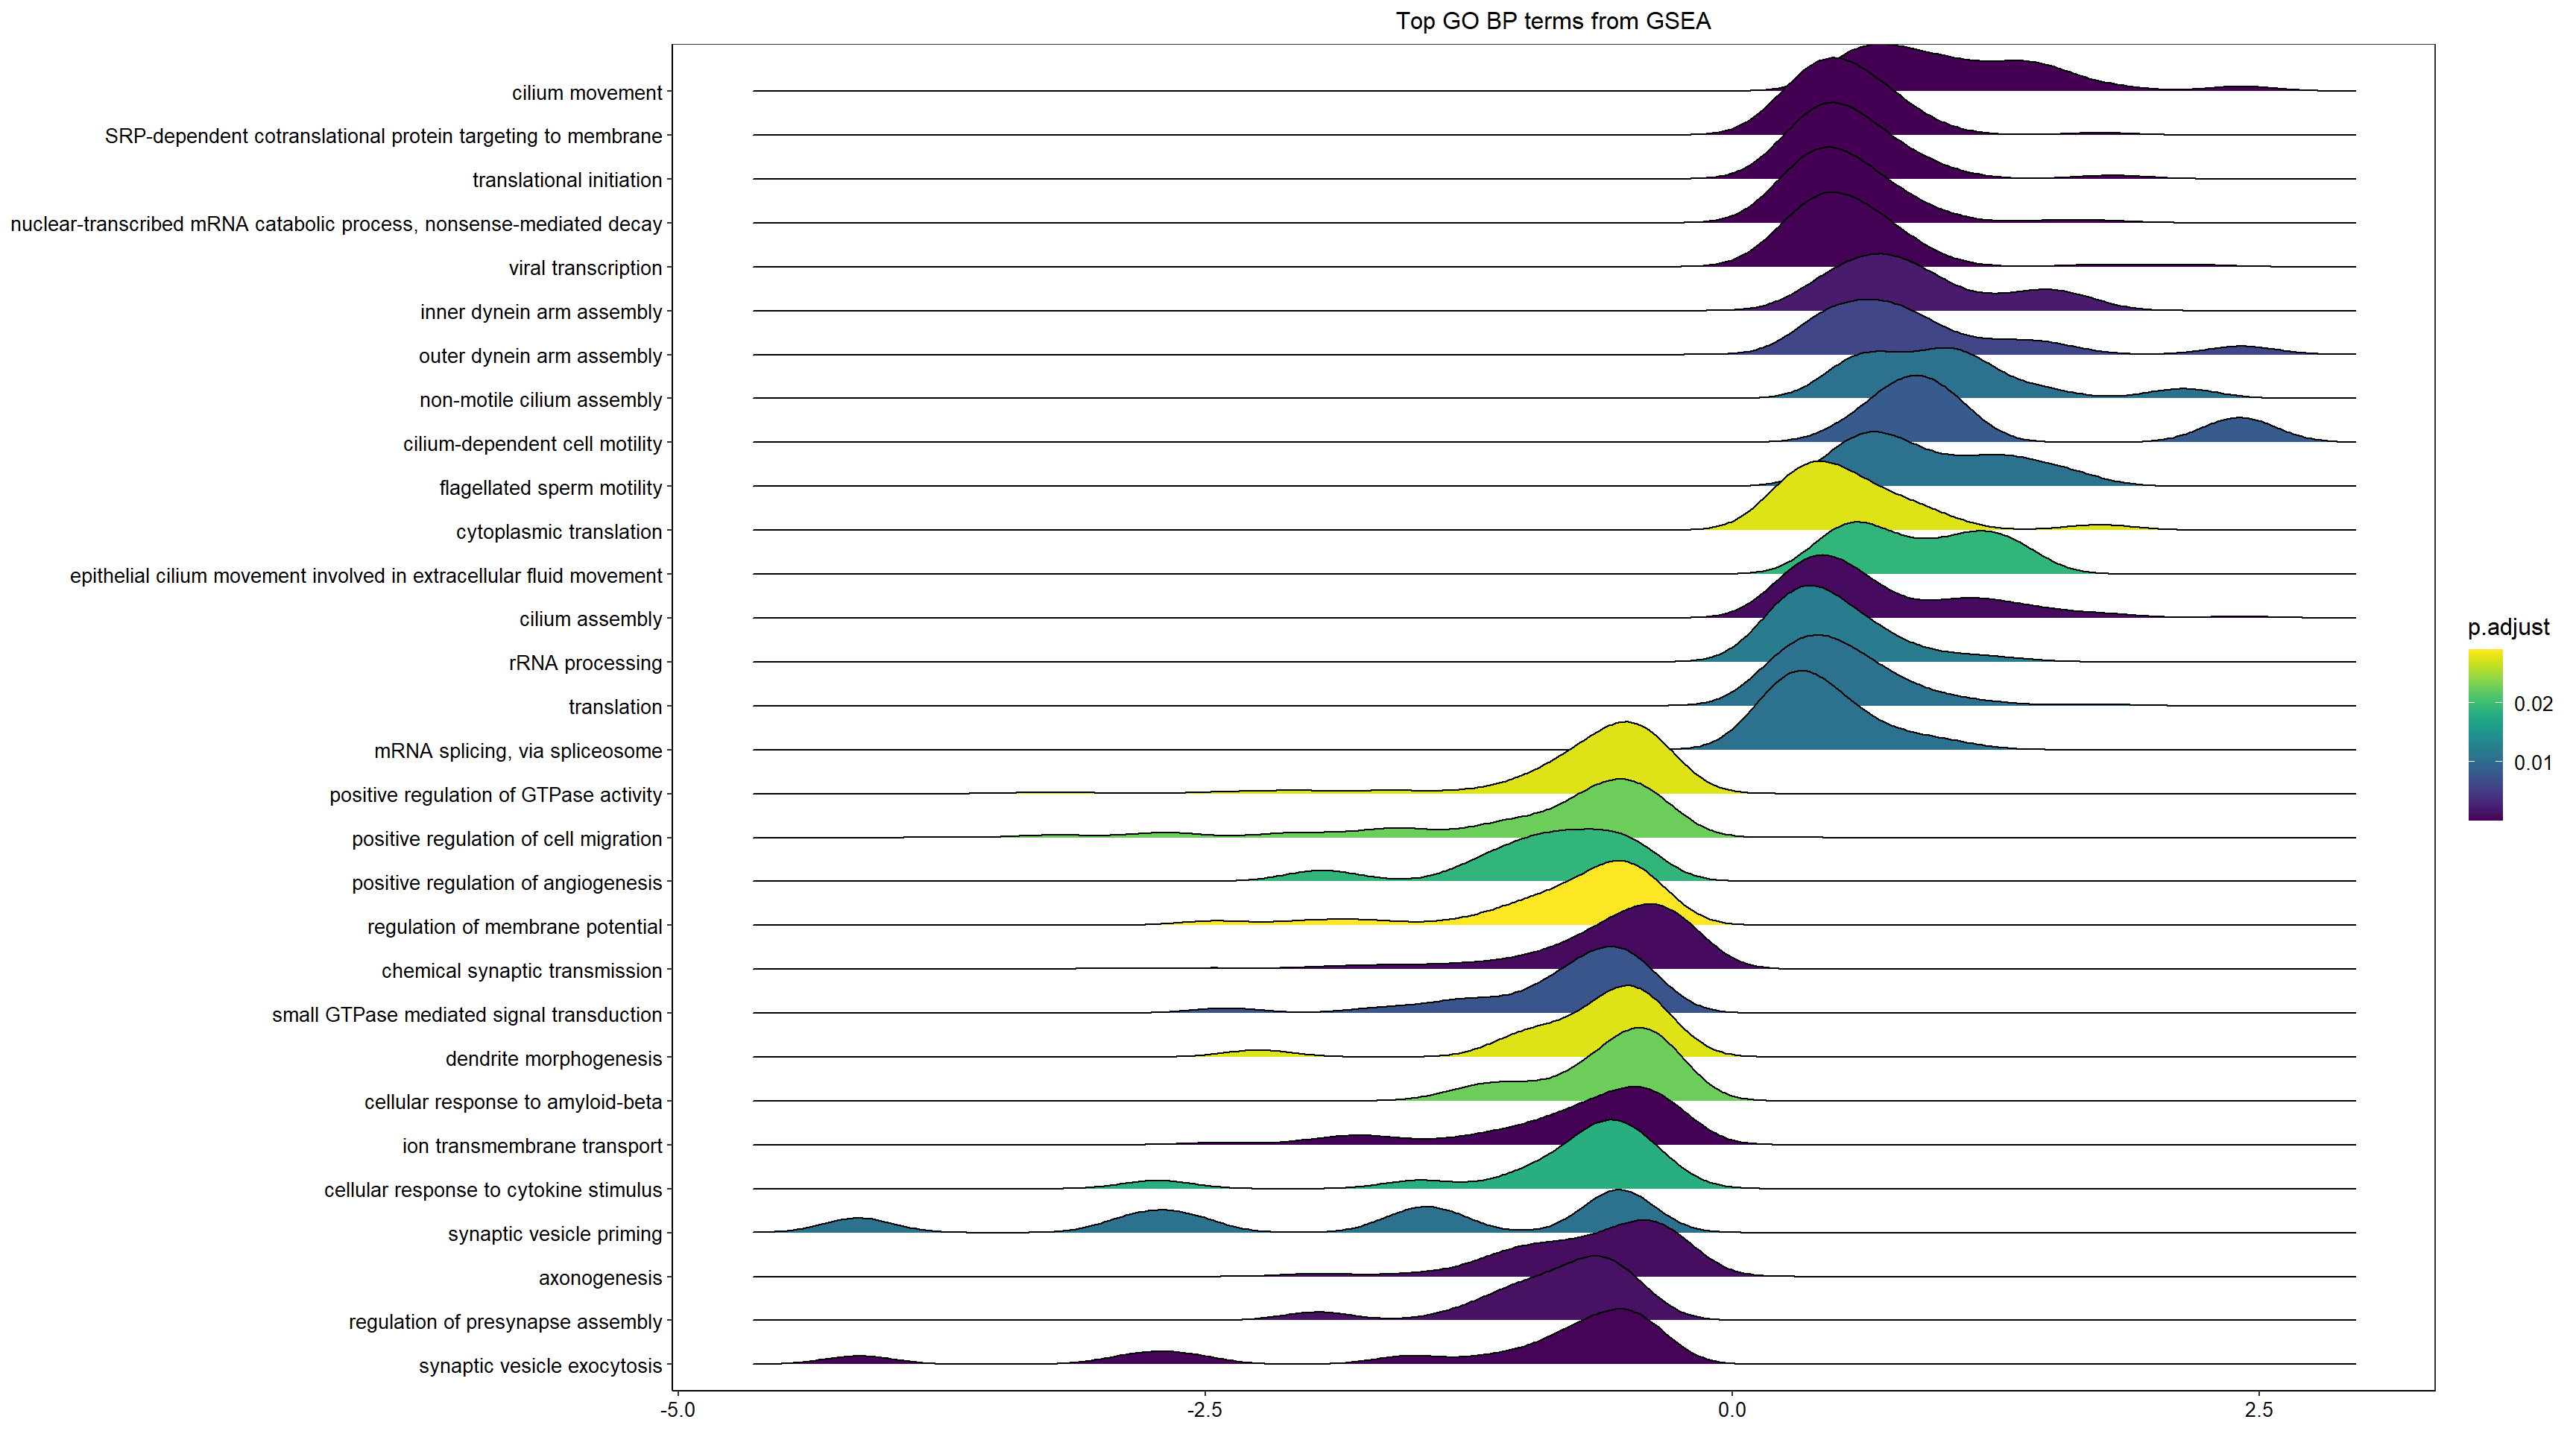 Top GO BP terms from GSEA
cilium movement
SRP-dependent cotranslational protein targeting to membrane
translational initiation
nuclear-transcribed mRNA catabolic process, nonsense-mediated decay
viral transcription
inner dynein arm assembly
outer dynein arm assembly
non-motile cilium assembly
cilium-dependent cell motility
flagellated sperm motility
cytoplasmic translation
epithelial cilium movement involved in extracellular fluid movement
cilium assembly
rRNA processing
translation
mRNA splicing, via spliceosome
positive regulation of GTPase activity
positive regulation of cell migration
positive regulation of angiogenesis
regulation of membrane potential
chemical synaptic transmission
small GTPase mediated signal transduction
dendrite morphogenesis
cellular response to amyloid-beta
ion transmembrane transport
cellular response to cytokine stimulus
synaptic vesicle priming
axonogenesis
regulation of presynapse assembly
synaptic vesicle exocytosis
-5.0 -2.5 0.0 2.5
p.adjust
0.02
0.01